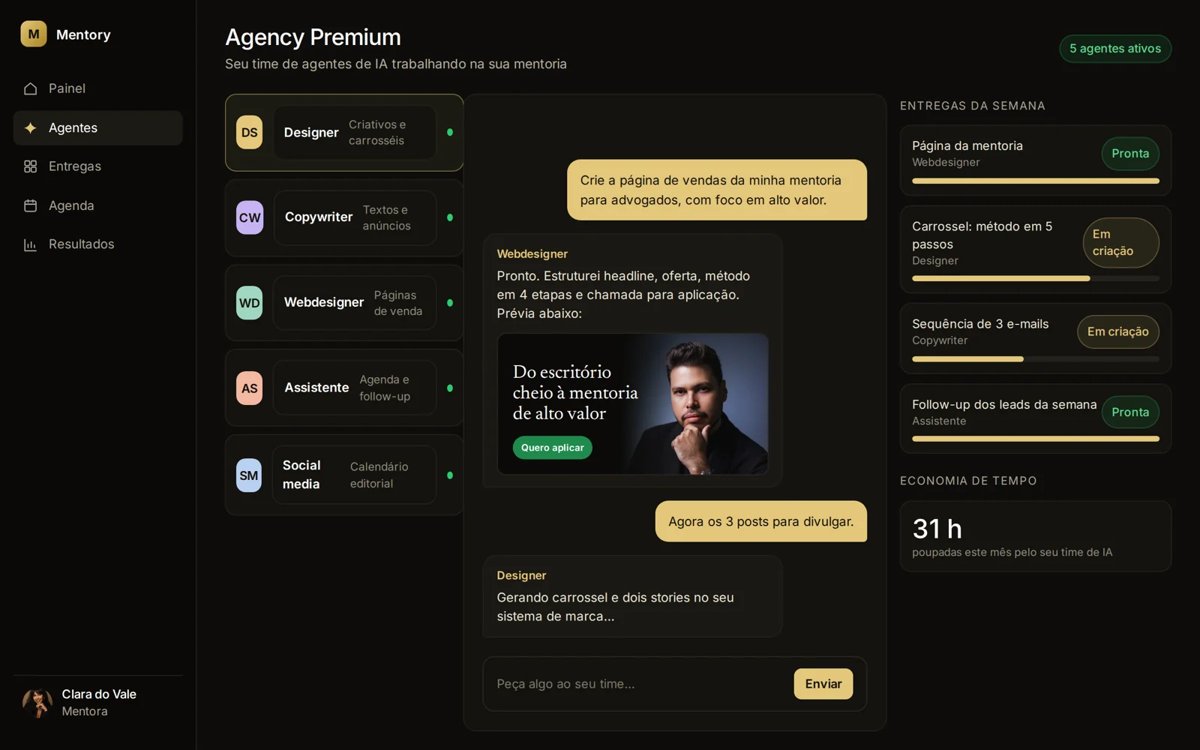 M
Mentory
Painel
Agentes
Entregas
Agenda
Resultados
Clara do Vale
Mentora
Agency Premium
Seu time de agentes de IA trabalhando na sua mentoria
5 agentes ativos
DS
Designer
Criativos e
carrosséis
CW
Copywriter
Textos e
anúncios
WD
Webdesigner
Páginas
de venda
AS
Assistente
Agenda e
follow-up
SM
Social
media
Calendário
editorial
Crie a página de vendas da minha mentoria
para advogados, com foco em alto valor.
Webdesigner
Pronto. Estruturei headline, oferta, método
em 4 etapas e chamada para aplicação.
Prévia abaixo:
Do escritório
cheio à mentoria
de alto valor
Quero aplicar
Agora os 3 posts para divulgar.
Designer
Gerando carrossel e dois stories no seu
sistema de marca...
Peça algo ao seu time...
Enviar
ENTREGAS DA SEMANA
Página da mentoria
Webdesigner
Pronta
Carrossel: método em 5
passos
Designer
Em
criação
Sequência de 3 e-mails
Copywriter
Em criação
Follow-up dos leads da semana
Assistente
Pronta
ECONOMIA DE TEMPO
31 h
poupadas este mês pelo seu time de IA